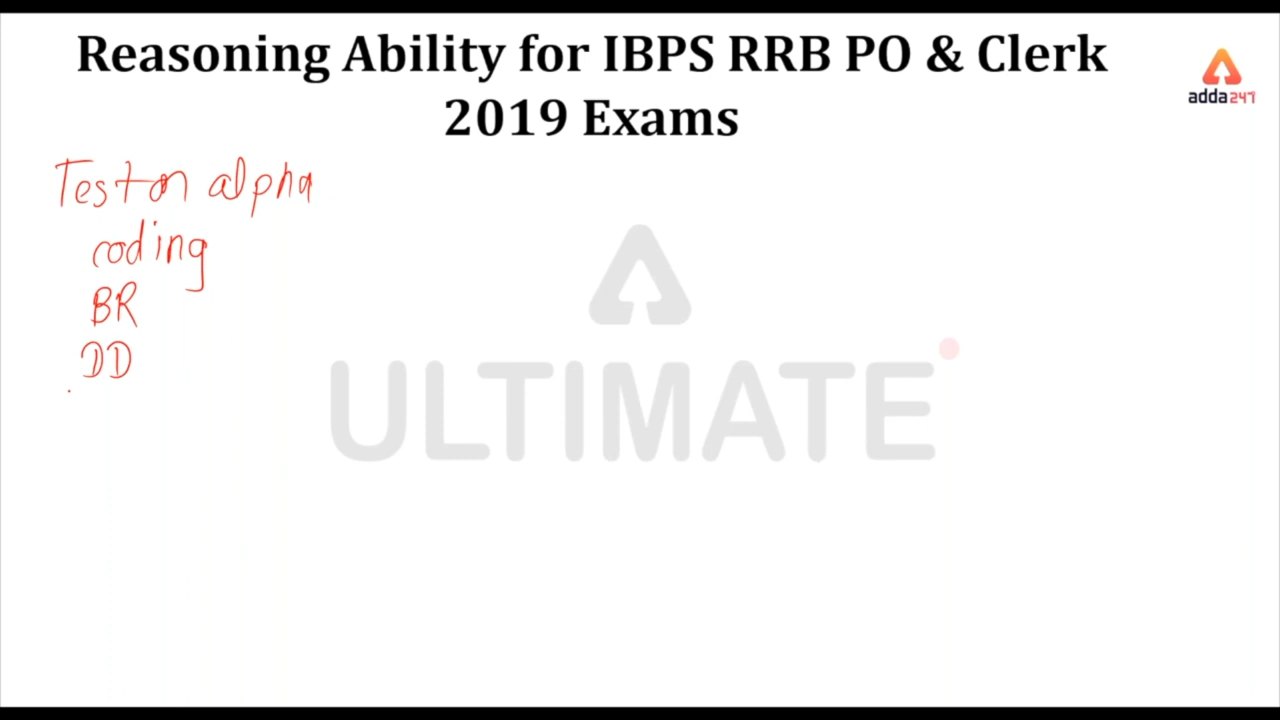 Reasoning Ability for IBPS RRB PO & Clerk
2019 Exams
adda247
Test on alpha
coding
BR
DD
ULTIMATE